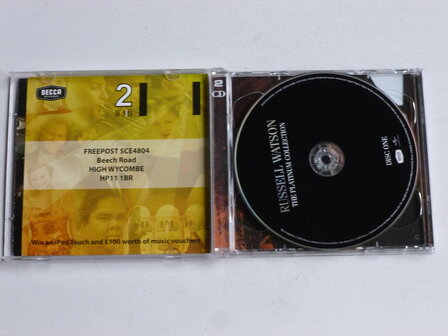 DECCA
2
FREEPOST SCE4804
Beech Road
HIGH WYCOMBE
HP11 1BR
Win an iPod Touch and £100 worth of music vouchers
2
CD
RUSSELL WATSON
THE PLATINUM COLLECTION
DISC ONE